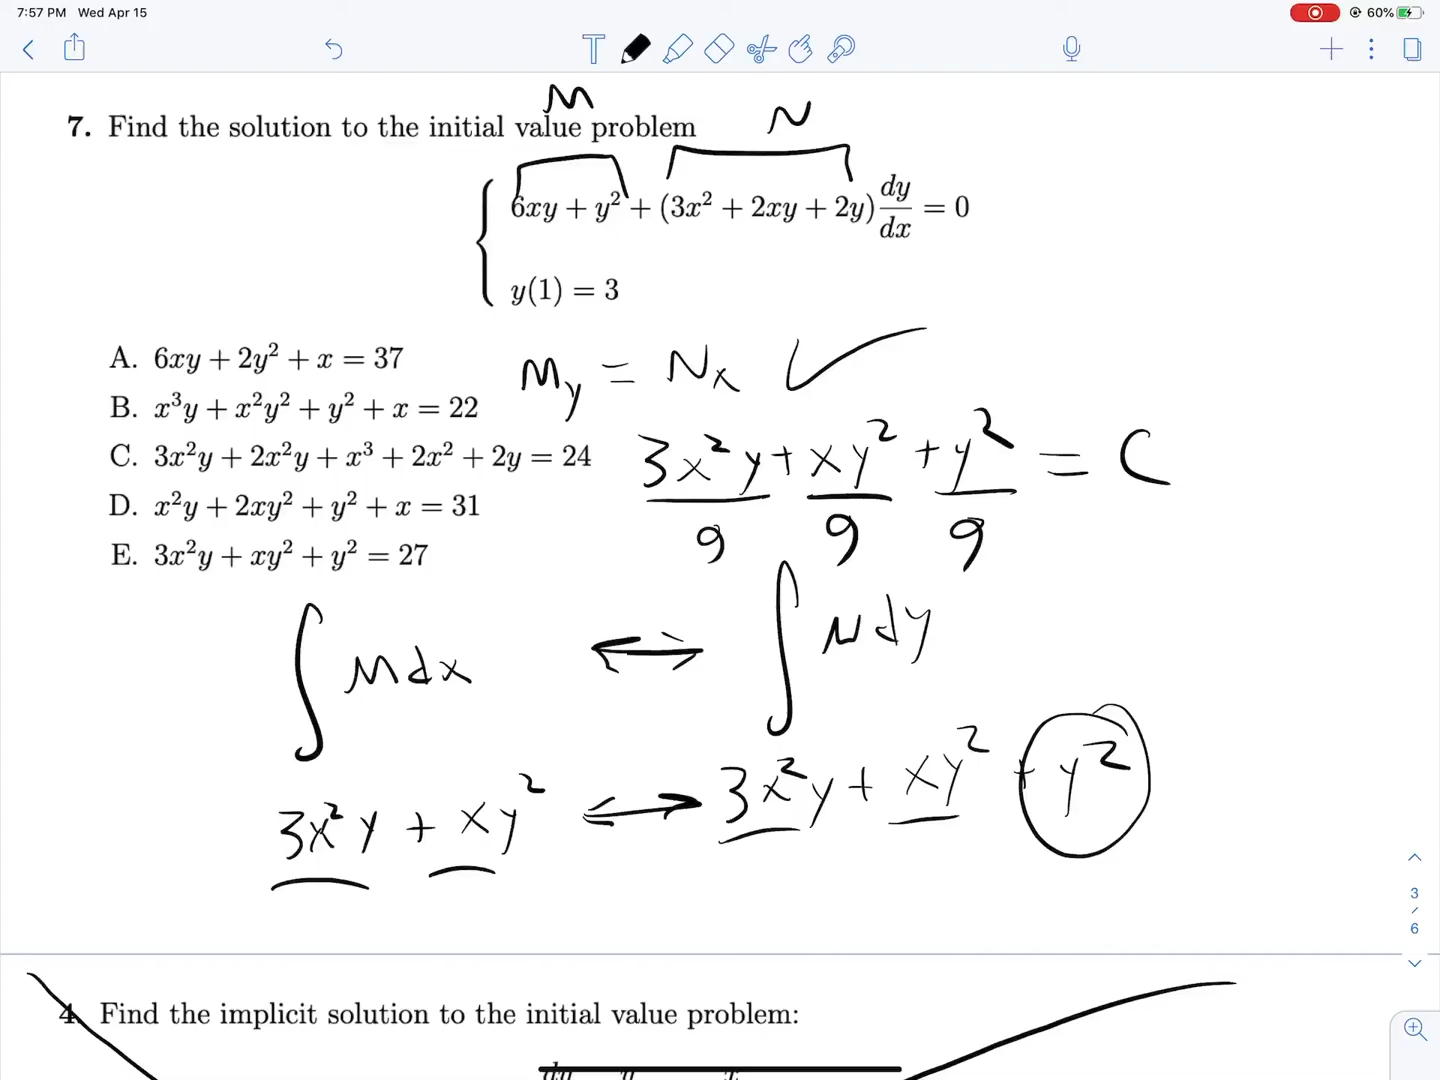 7:57 PM Wed Apr 15
60%
T
M
N
7. Find the solution to the initial value problem
6xy + y² + (3x² + 2xy + 2y) dy/dx = 0
y(1) = 3
A. 6xy + 2y² + x = 37
B. x³y + x²y² + y² + x = 22
C. 3x²y + 2x²y + x³ + 2x² + 2y = 24
D. x²y + 2xy² + y² + x = 31
E. 3x²y + xy² + y² = 27
My = Nx ✓
3x²y + xy² + y² = C
9 9 9
∫ Mdx ↔ ∫ Ndy
3x²y + xy² ↔ 3x²y + xy² + y²
3
/
6
4. Find the implicit solution to the initial value problem: